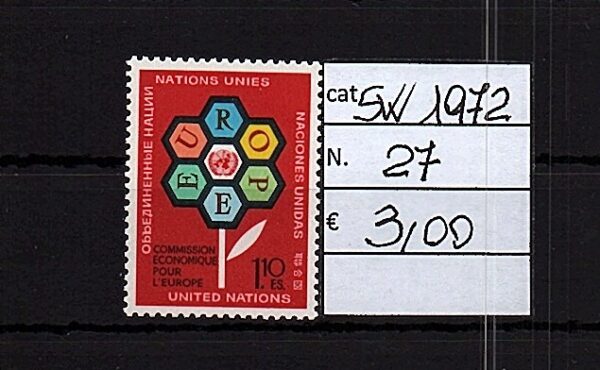 NATIONS UNIES
ОБЪЕДИНЕННЫЕ НАЦИИ
NACIONES UNIDAS
EUROPE
COMMISSION
ECONOMIQUE
POUR
L'EUROPE
1.10
F.S.
UNITED NATIONS
cat. SW 1972
N. 27
€ 3,00